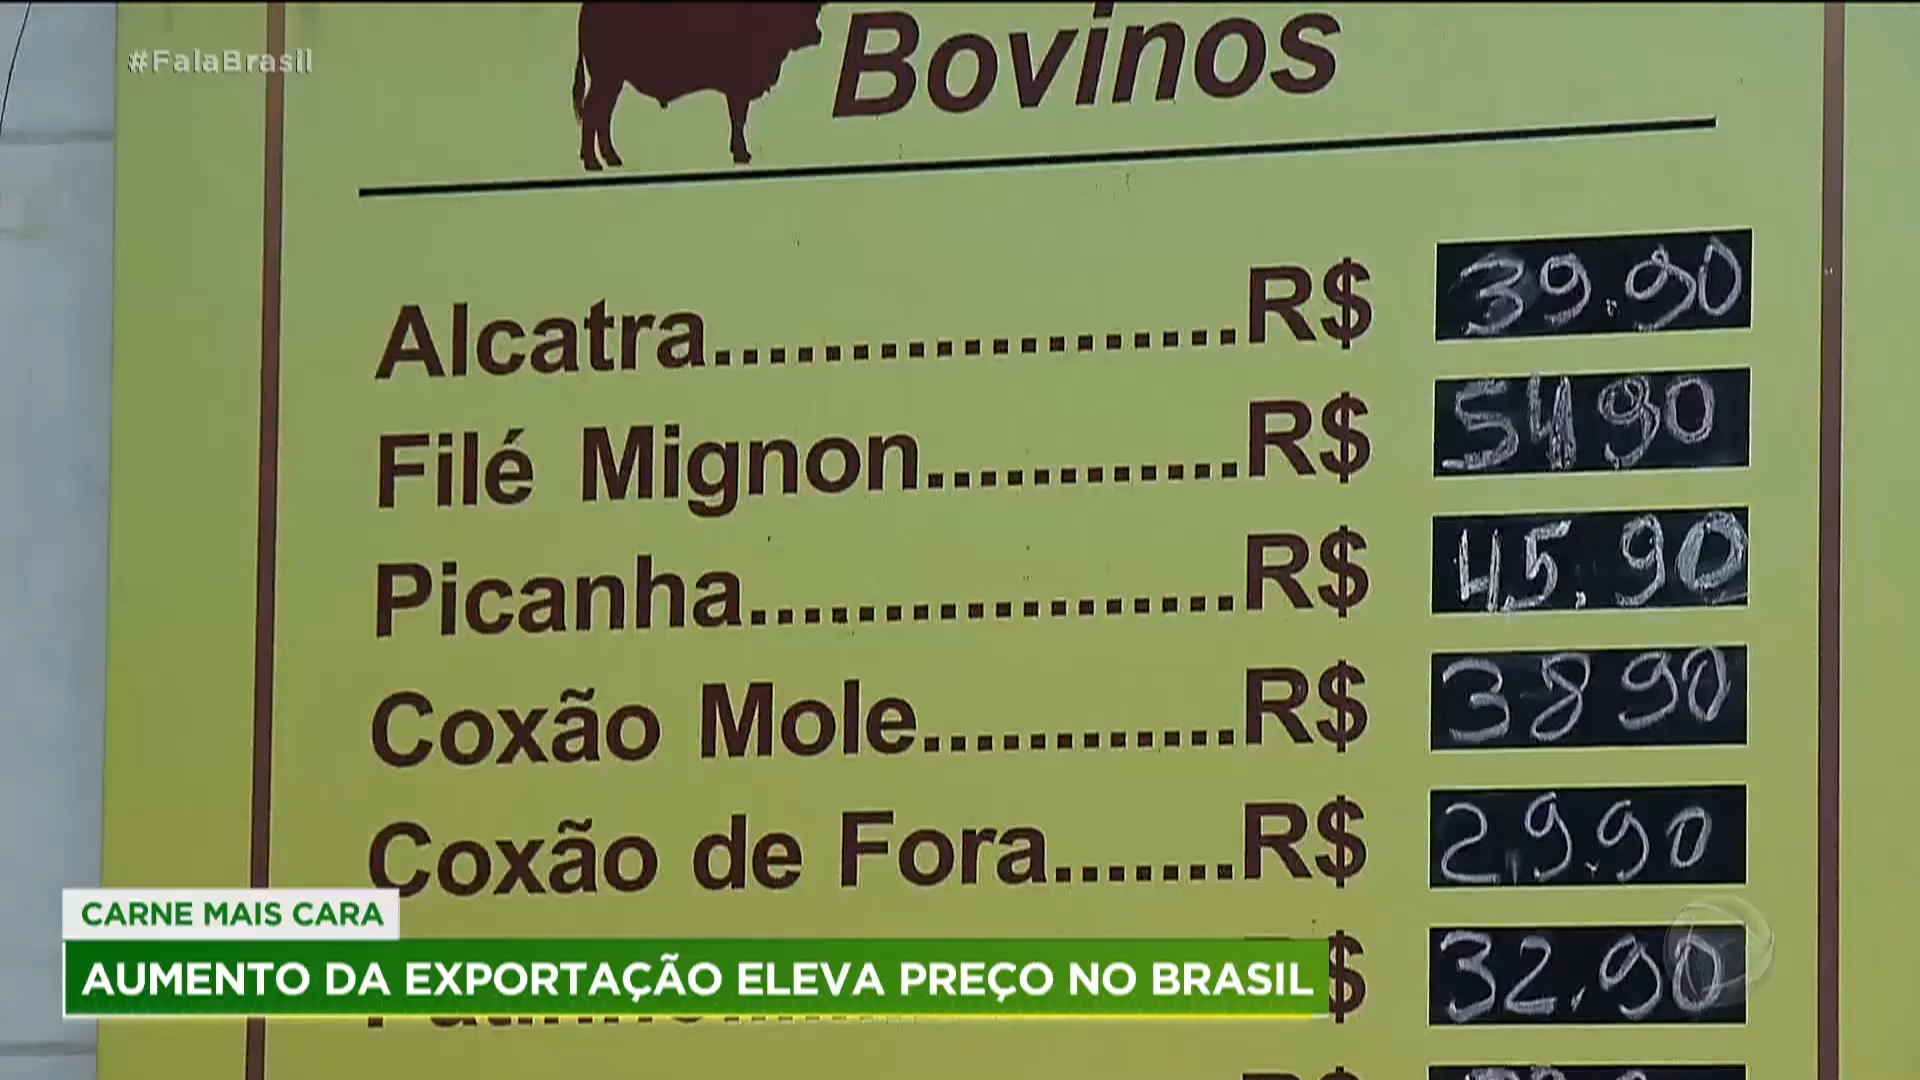 #FalaBrasil
Bovinos
Alcatra...................R$ 39.90
Filé Mignon............R$ 54 90
Picanha..................R$ 45.90
Coxão Mole............R$ 38 90
Coxão de Fora.......R$ 29.90
$ 32.90
CARNE MAIS CARA
AUMENTO DA EXPORTAÇÃO ELEVA PREÇO NO BRASIL